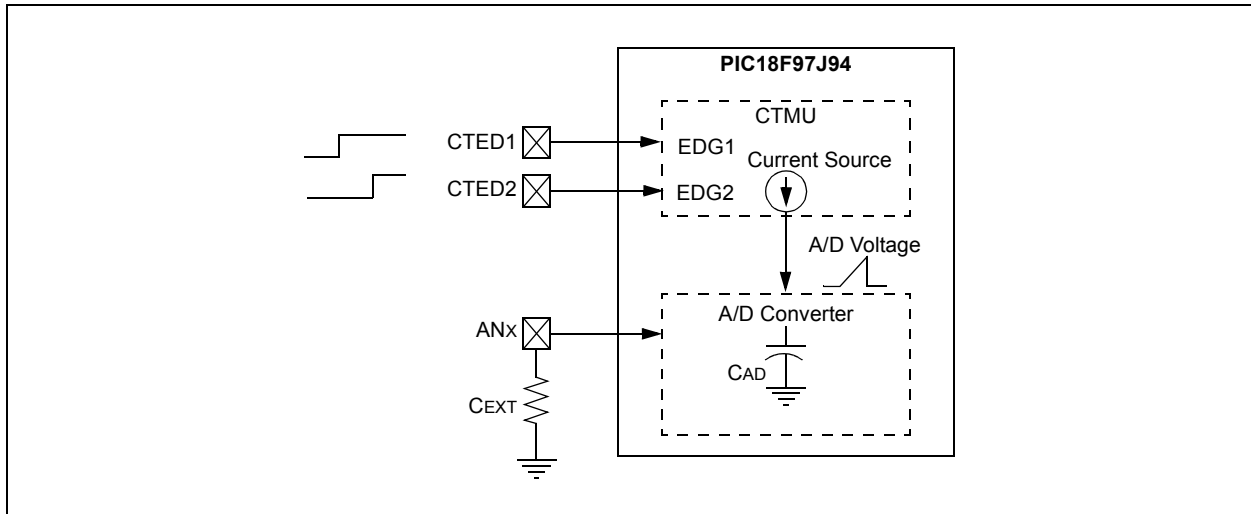 PIC18F97J94
CTMU
CTED1
EDG1
Current Source
CTED2
EDG2
A/D Voltage
A/D Converter
ANX
CAD
CEXT